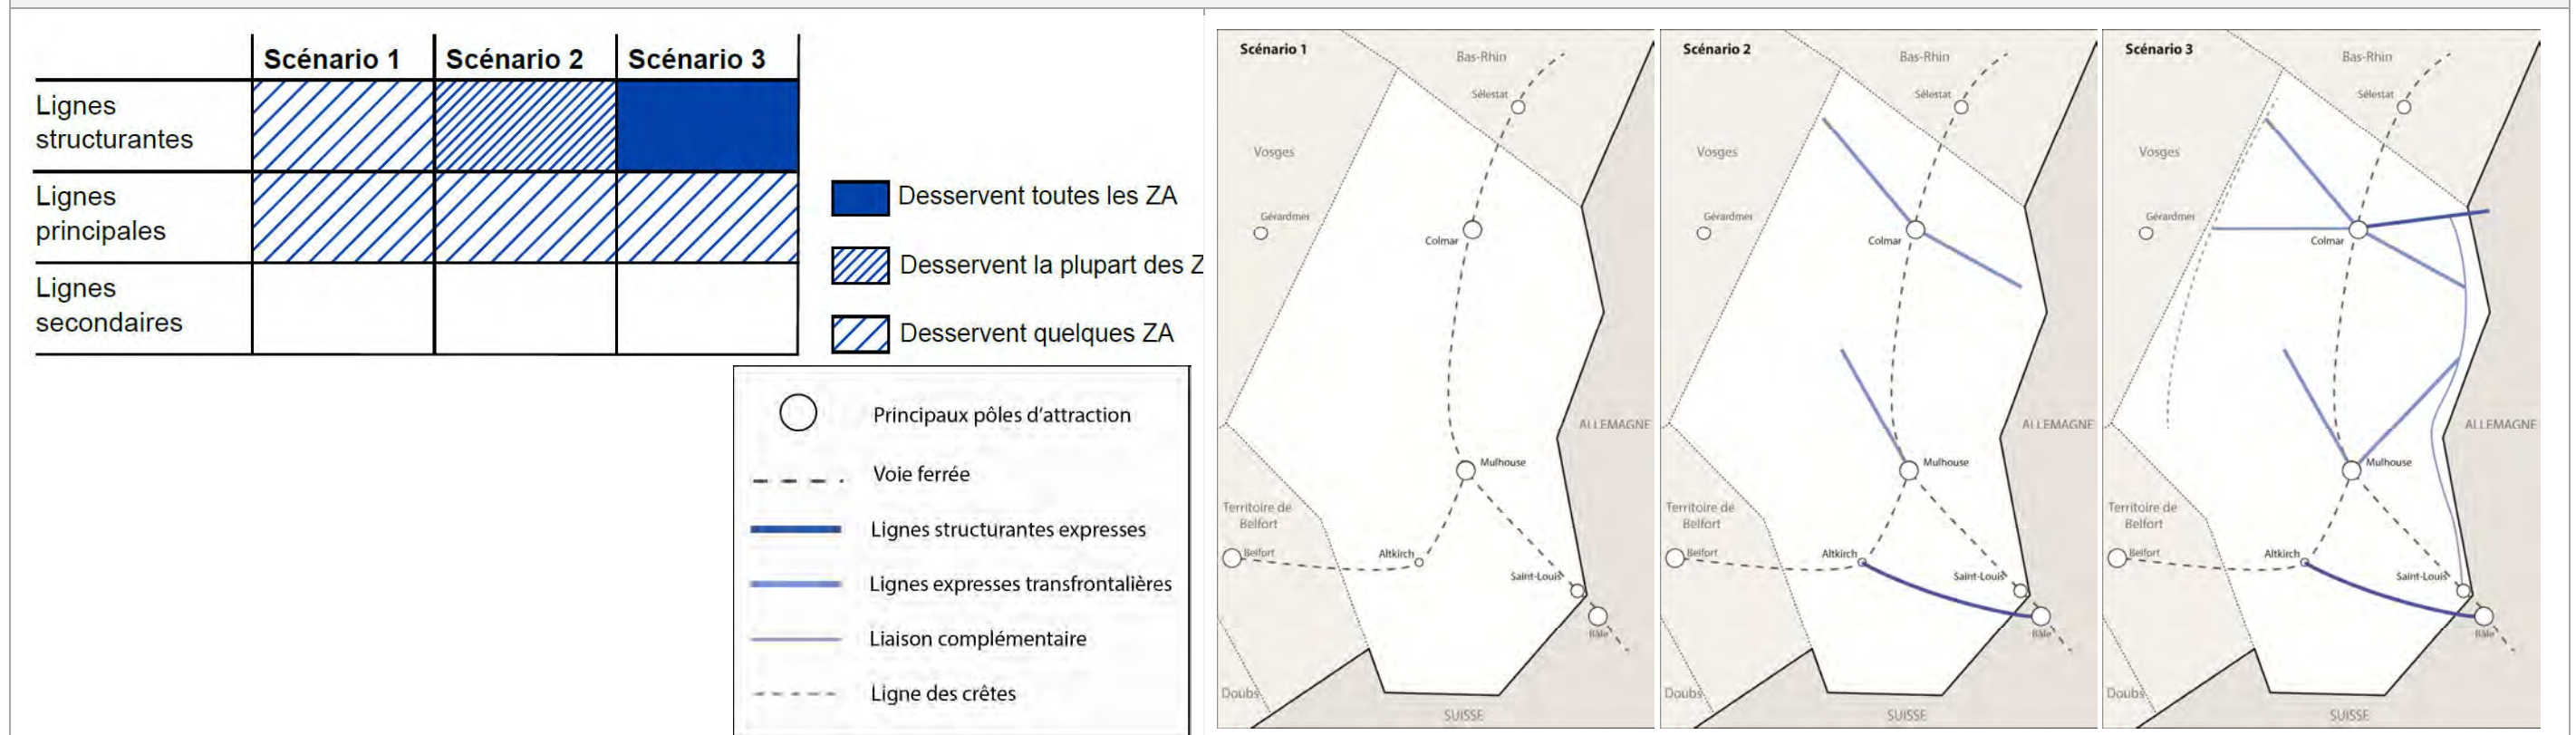 Scénario 1
Scénario 2
Scénario 3
Lignes
structurantes
Lignes
principales
Lignes
secondaires
Desservent toutes les ZA
Desservent la plupart des Z
Desservent quelques ZA
Principaux pôles d'attraction
Voie ferrée
Lignes structurantes expresses
Lignes expresses transfrontalières
Liaison complémentaire
Ligne des crêtes
Scénario 1
Bas-Rhin
Sélestat
Vosges
Gérardmer
Colmar
ALLEMAGNE
Mulhouse
Territoire de
Belfort
Belfort
Altkirch
Saint-Louis
Bâle
Doubs
SUISSE
Scénario 2
Bas-Rhin
Sélestat
Vosges
Gérardmer
Colmar
ALLEMAGNE
Mulhouse
Territoire de
Belfort
Belfort
Altkirch
Saint-Louis
Bâle
Doubs
SUISSE
Scénario 3
Bas-Rhin
Sélestat
Vosges
Gérardmer
Colmar
ALLEMAGNE
Mulhouse
Territoire de
Belfort
Belfort
Altkirch
Saint-Louis
Bâle
Doubs
SUISSE